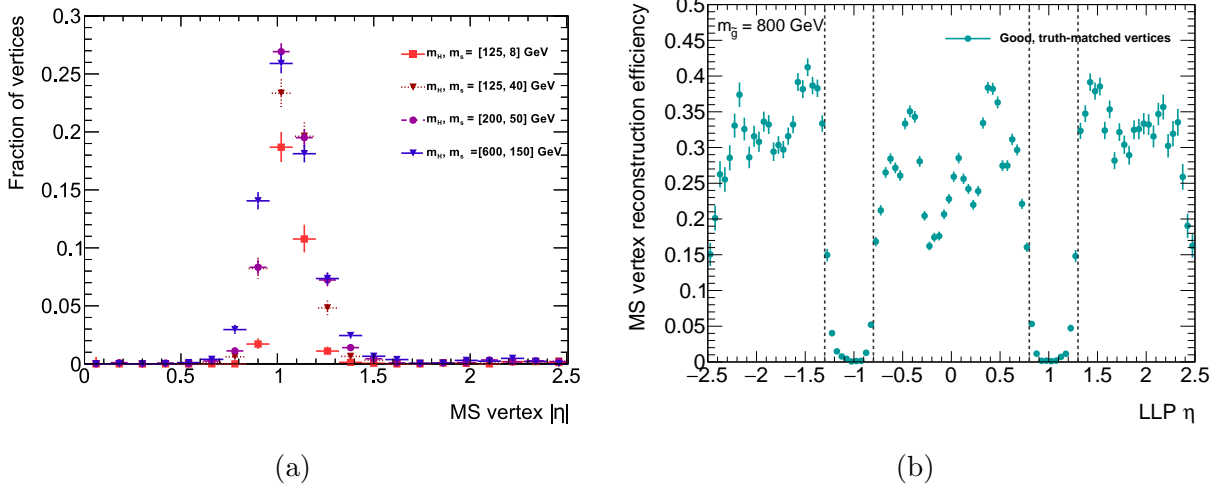 Fraction of vertices
0.3
0.25
0.2
0.15
0.1
0.05
0
m_H, m_s = [125, 8] GeV
m_H, m_s = [125, 40] GeV
m_H, m_s = [200, 50] GeV
m_H, m_s =[600, 150] GeV
0 0.5 1 1.5 2 2.5
MS vertex |η|
(a)
MS vertex reconstruction efficiency
0.5
0.45
0.4
0.35
0.3
0.25
0.2
0.15
0.1
0.05
0
m_g̃ = 800 GeV
Good, truth-matched vertices
−2.5 −2 −1.5 −1 −0.5 0 0.5 1 1.5 2 2.5
LLP η
(b)